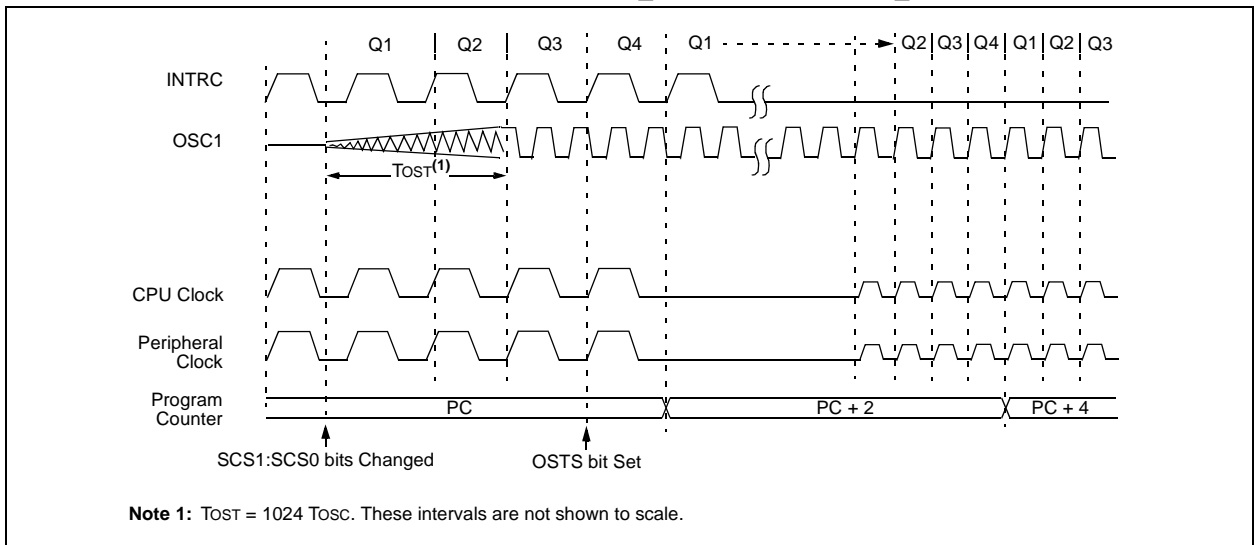 Q1 Q2 Q3 Q4 Q1 Q2 Q3 Q4 Q1 Q2 Q3
INTRC
OSC1
TOST(1)
CPU Clock
Peripheral
Clock
Program
Counter
PC PC + 2 PC + 4
SCS1:SCS0 bits Changed OSTS bit Set
Note 1: TOST = 1024 TOSC. These intervals are not shown to scale.